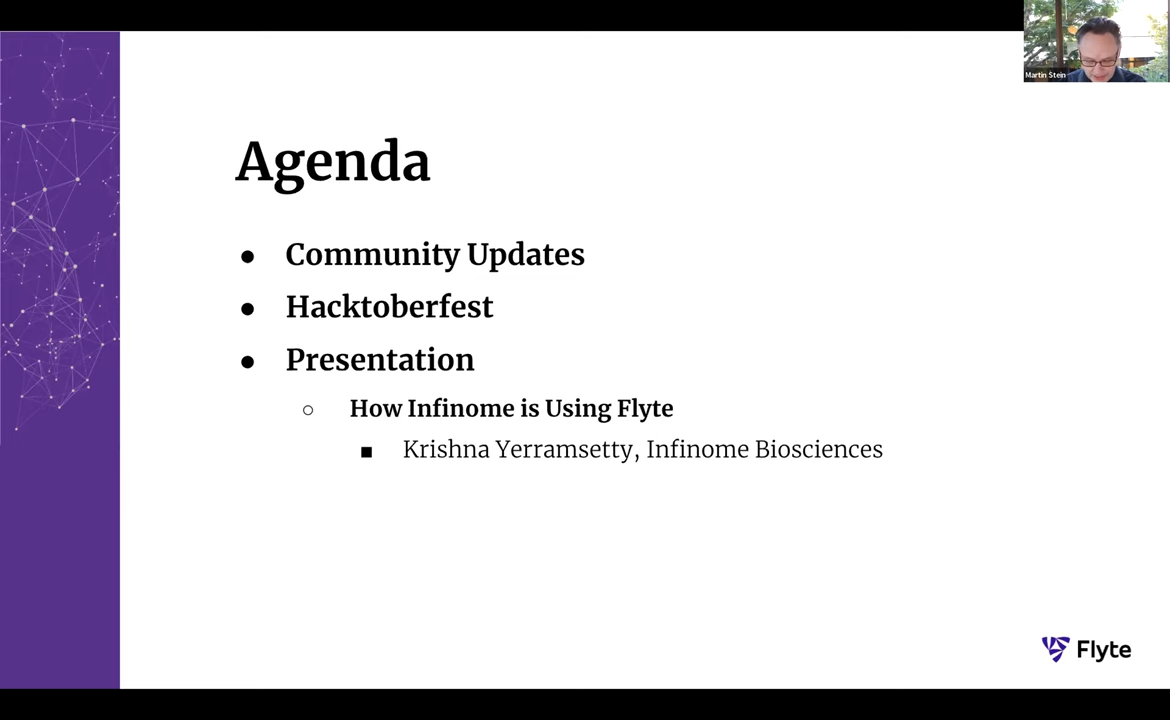 Martin Stein
Agenda
Community Updates
Hacktoberfest
Presentation
How Infinome is Using Flyte
Krishna Yerramsetty, Infinome Biosciences
Flyte